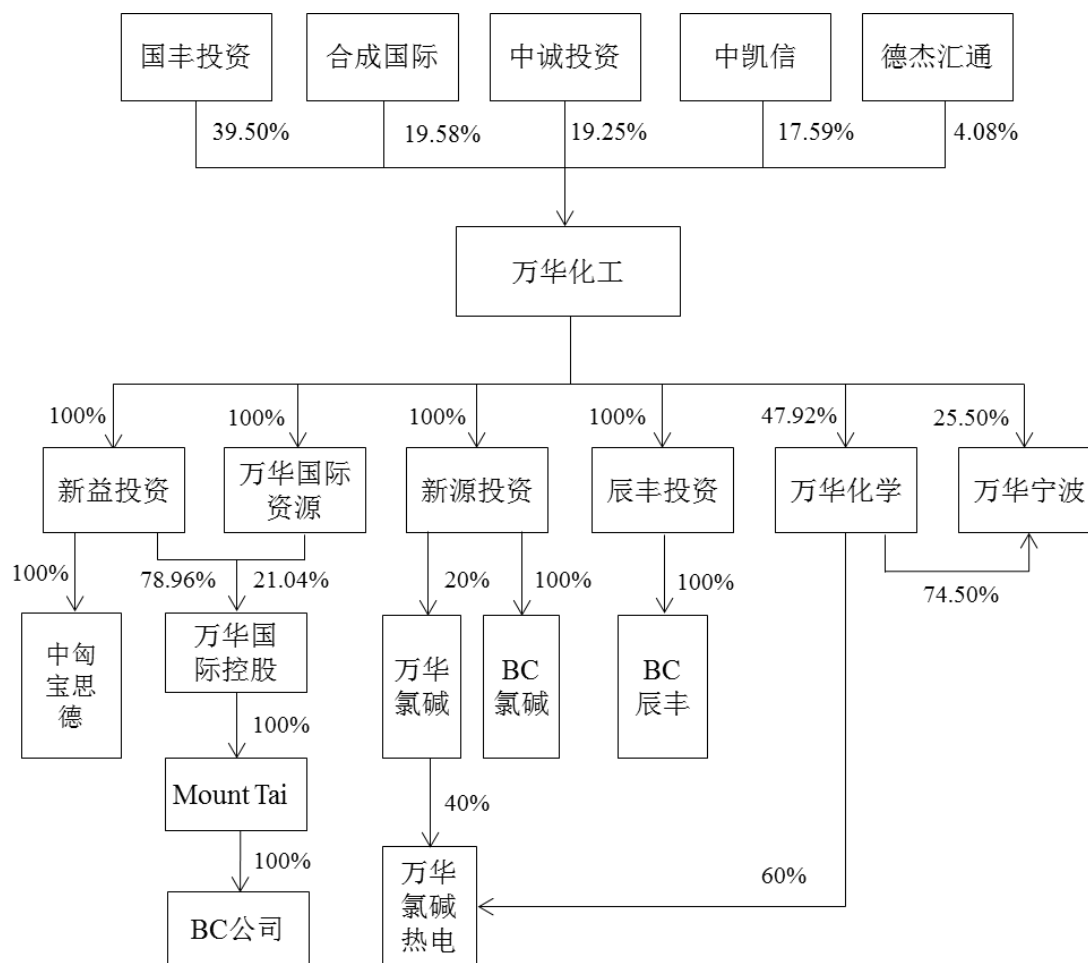 国丰投资
合成国际
中诚投资
中凯信
德杰汇通
39.50%
19.58%
19.25%
17.59%
4.08%
万华化工
100%
100%
100%
100%
47.92%
25.50%
新益投资
万华国际
资源
新源投资
辰丰投资
万华化学
万华宁波
100%
78.96%
21.04%
20%
100%
100%
74.50%
中匈
宝思
德
万华国
际控股
万华
氯碱
BC
氯碱
BC
辰丰
100%
Mount Tai
40%
100%
60%
BC公司
万华
氯碱
热电